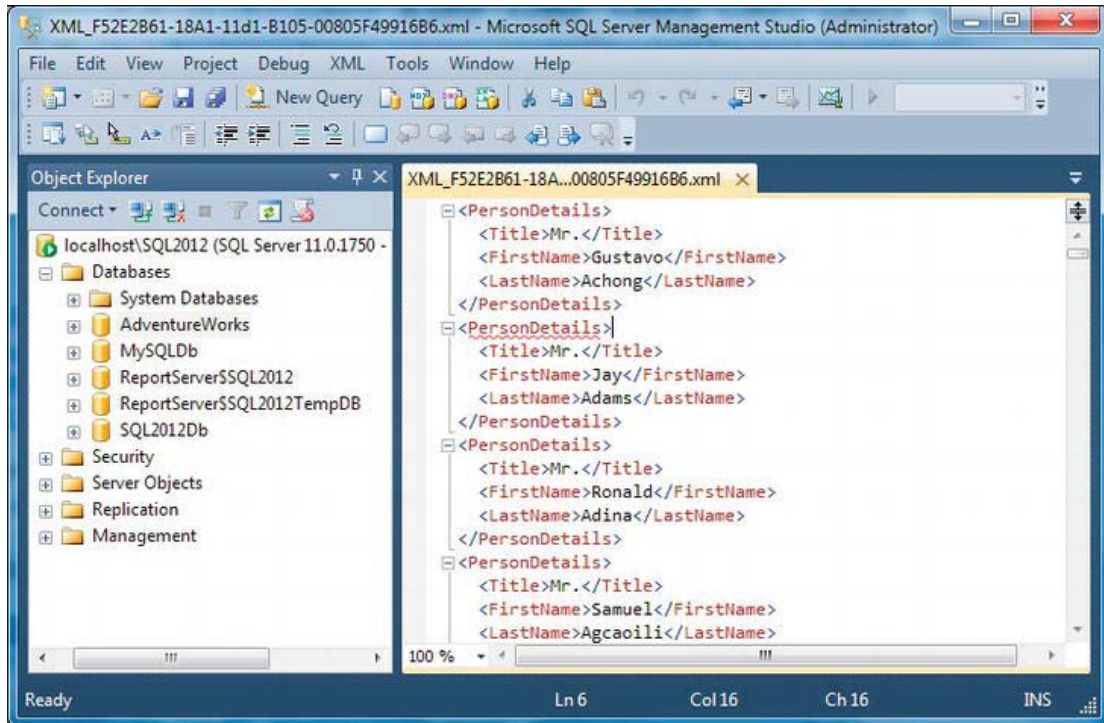 XML_F52E2B61-18A1-11d1-B105-00805F49916B6.xml - Microsoft SQL Server Management Studio (Administrator)
File Edit View Project Debug XML Tools Window Help
New Query
Object Explorer
Connect
localhost\SQL2012 (SQL Server 11.0.1750 -
Databases
System Databases
AdventureWorks
MySQLDb
ReportServer$SQL2012
ReportServer$SQL2012TempDB
SQL2012Db
Security
Server Objects
Replication
Management
XML_F52E2B61-18A...00805F49916B6.xml
<PersonDetails>
<Title>Mr.</Title>
<FirstName>Gustavo</FirstName>
<LastName>Achong</LastName>
</PersonDetails>
<PersonDetails>
<Title>Mr.</Title>
<FirstName>Jay</FirstName>
<LastName>Adams</LastName>
</PersonDetails>
<PersonDetails>
<Title>Mr.</Title>
<FirstName>Ronald</FirstName>
<LastName>Adina</LastName>
</PersonDetails>
<PersonDetails>
<Title>Mr.</Title>
<FirstName>Samuel</FirstName>
<LastName>Agcaoili</LastName>
100 %
Ready Ln 6 Col 16 Ch 16 INS